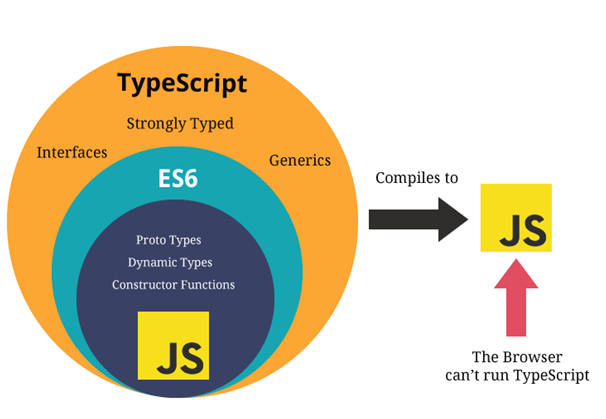 TypeScript
Strongly Typed
Interfaces
Generics
ES6
Proto Types
Dynamic Types
Constructor Functions
JS
Compiles to
JS
The Browser
can't run TypeScript